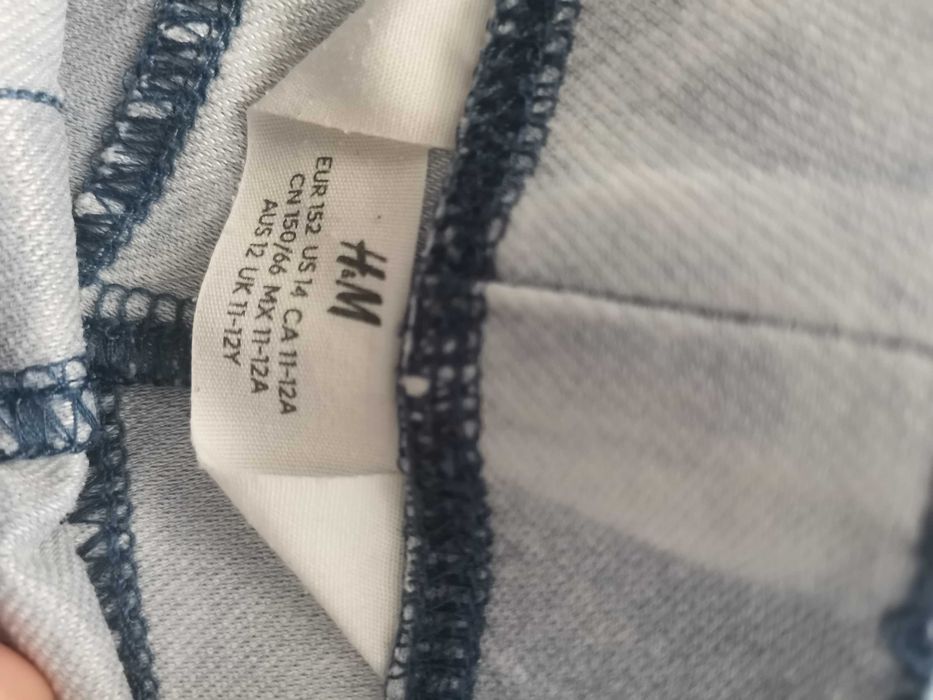 H&M
EUR 152 US 14 CA 11-12A
CN 150/66 MX 11-12A
AUS 12 UK 11-12Y